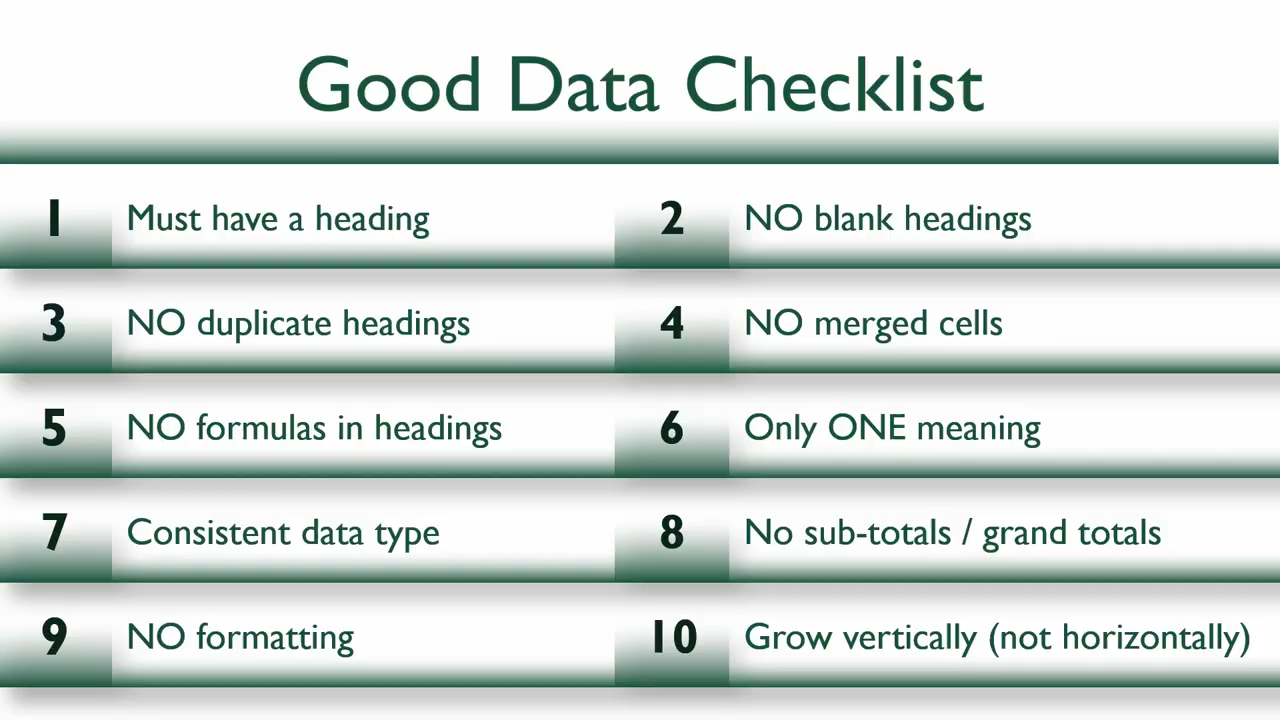 Good Data Checklist
1 Must have a heading
2 NO blank headings
3 NO duplicate headings
4 NO merged cells
5 NO formulas in headings
6 Only ONE meaning
7 Consistent data type
8 No sub-totals / grand totals
9 NO formatting
10 Grow vertically (not horizontally)